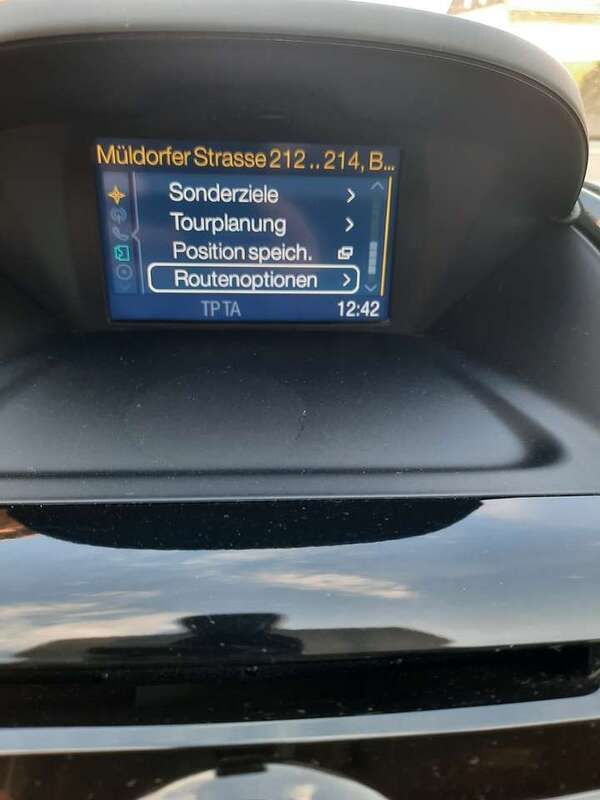 Müldorfer Strasse 212 .. 214, B...
Sonderziele
Tourplanung
Position speich.
Routenoptionen
TP TA 12:42